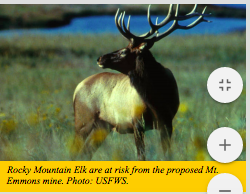 Rocky Mountain Elk are at risk from the proposed Mt.
Emmons mine. Photo: USFWS.